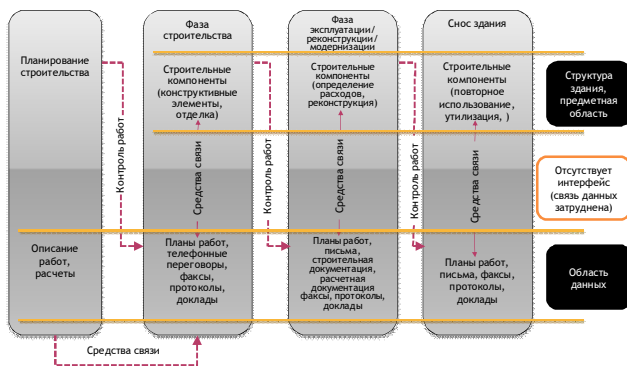 Планирование
строительства
Описание
работ,
расчеты
Контроль работ
Фаза
строительства
Строительные
компоненты
(конструктивные
элементы,
отделка)
Средства связи
Планы работ,
телефонные
переговоры,
факсы,
протоколы,
доклады
Контроль работ
Фаза
эксплуатации/
реконструкции/
модернизации
Строительные
компоненты
(определение
расходов,
реконструкция)
Средства связи
Планы работ,
письма,
строительная
документация,
расчетная
документация
факсы, протоколы,
доклады
Контроль работ
Снос здания
Строительные
компоненты
(повторное
использование,
утилизация, )
Средства связи
Планы работ,
письма, факсы,
протоколы,
доклады
Структура
здания,
предметная
область
Отсутствует
интерфейс
(связь данных
затруднена)
Область
данных
Средства связи